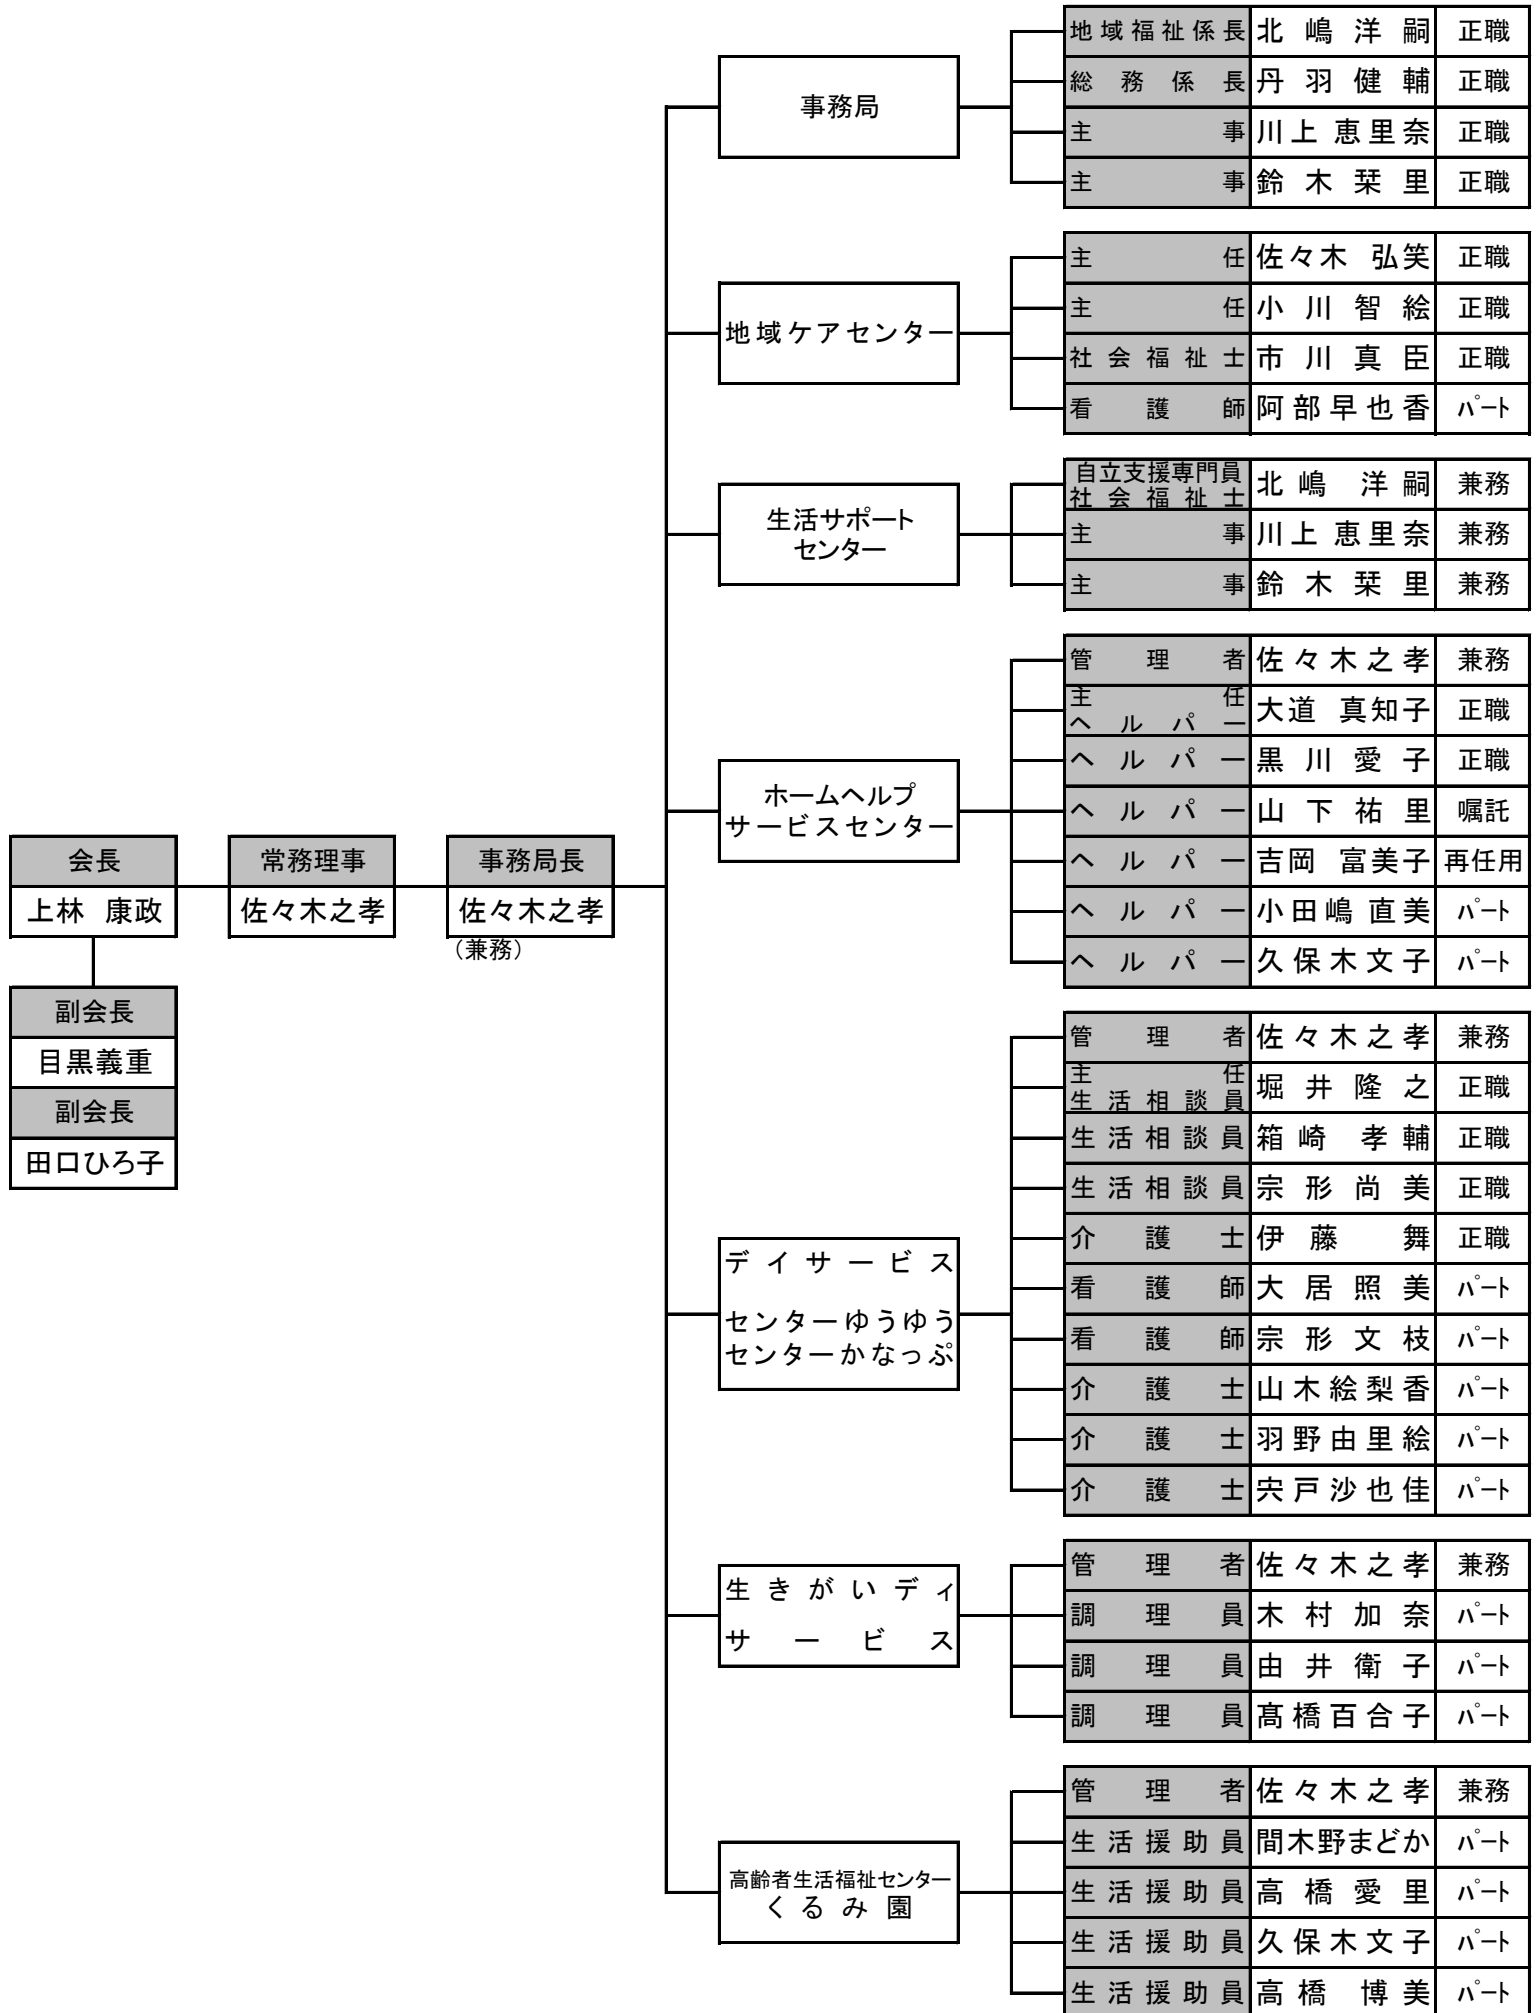 会長
上林 康政
副会長
目黒義重
副会長
田口ひろ子
常務理事
佐々木之孝
事務局長
佐々木之孝
（兼務）
事務局
地域福祉係長 北嶋洋嗣 正職
総務係長 丹羽健輔 正職
主事 川上恵里奈 正職
主事 鈴木栞里 正職
地域ケアセンター
主任 佐々木 弘笑 正職
主任 小川智絵 正職
社会福祉士 市川真臣 正職
看護師 阿部早也香 パート
生活サポート
センター
自立支援専門員
社会福祉士 北嶋 洋嗣 兼務
主事 川上恵里奈 兼務
主事 鈴木栞里 兼務
ホームヘルプ
サービスセンター
管理者 佐々木之孝 兼務
主任
ヘルパー 大道 真知子 正職
ヘルパー 黒川愛子 正職
ヘルパー 山下祐里 嘱託
ヘルパー 吉岡 富美子 再任用
ヘルパー 小田嶋直美 パート
ヘルパー 久保木文子 パート
デイサービス
センターゆうゆう
センターかなっぷ
管理者 佐々木之孝 兼務
主任
生活相談員 堀井隆之 正職
生活相談員 箱崎 孝輔 正職
生活相談員 宗形尚美 正職
介護士 伊藤 舞 正職
看護師 大居照美 パート
看護師 宗形文枝 パート
介護士 山木絵梨香 パート
介護士 羽野由里絵 パート
介護士 宍戸沙也佳 パート
生きがいディ
サービス
管理者 佐々木之孝 兼務
調理員 木村加奈 パート
調理員 由井衛子 パート
調理員 髙橋百合子 パート
高齢者生活福祉センター
くるみ園
管理者 佐々木之孝 兼務
生活援助員 間木野まどか パート
生活援助員 高橋愛里 パート
生活援助員 久保木文子 パート
生活援助員 高橋 博美 パート